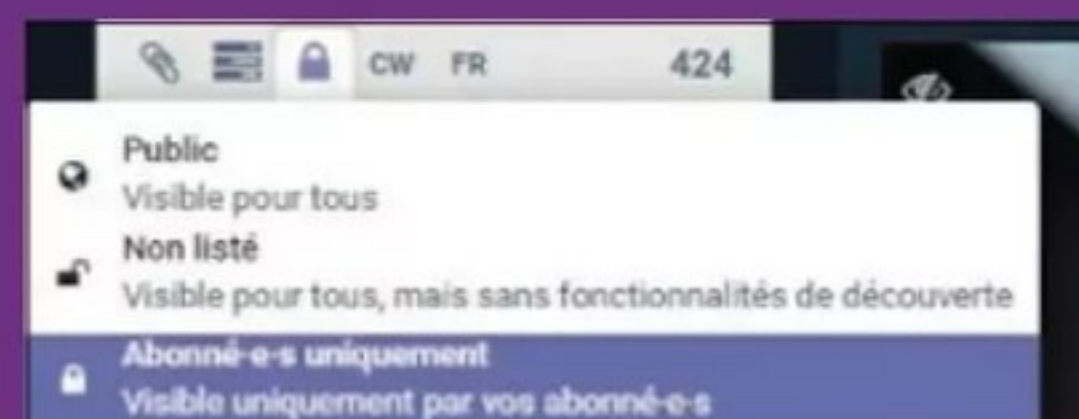 CW FR 424
Public
Visible pour tous
Non listé
Visible pour tous, mais sans fonctionnalités de découverte
Abonné·e·s uniquement
Visible uniquement par vos abonné·e·s